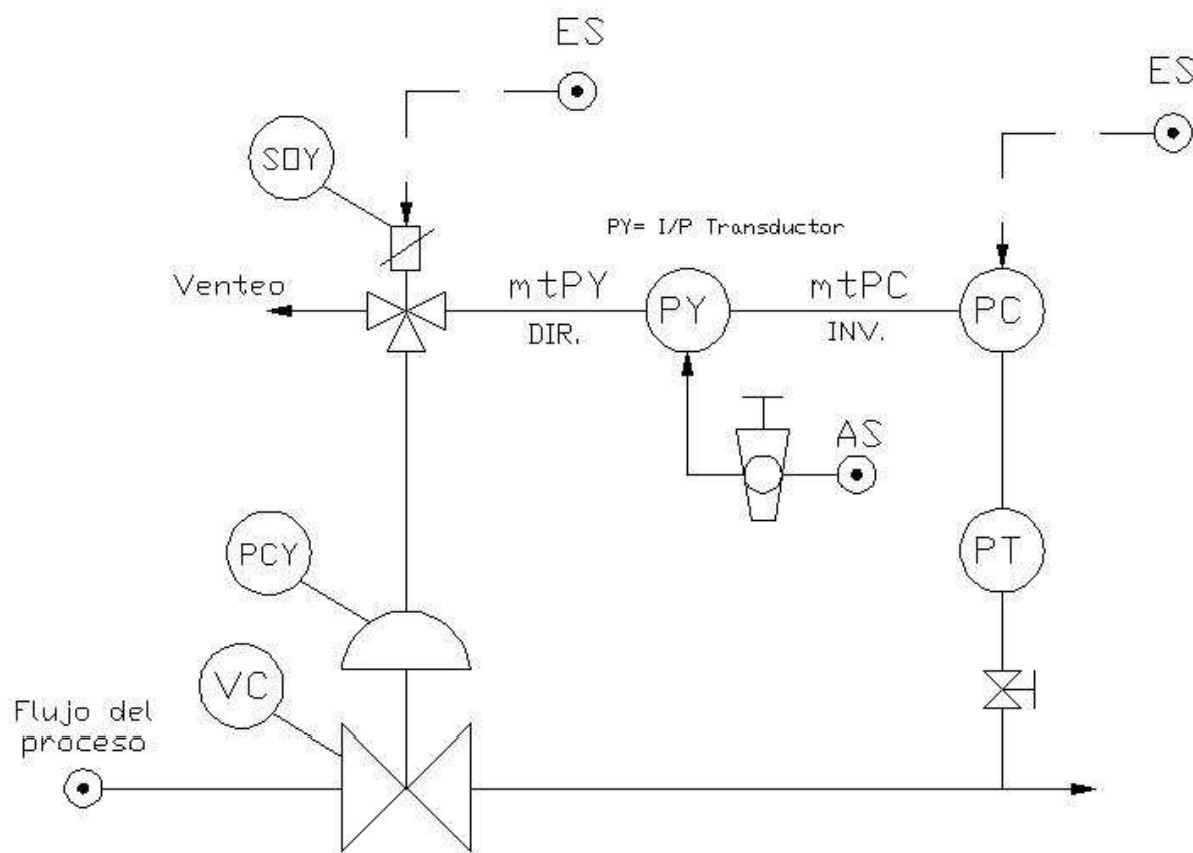 ES
ES
SOY
PY= I/P Transductor
Venteo
mtPY
PY
mtPC
PC
DIR.
INV.
AS
PCY
PT
VC
Flujo del
proceso